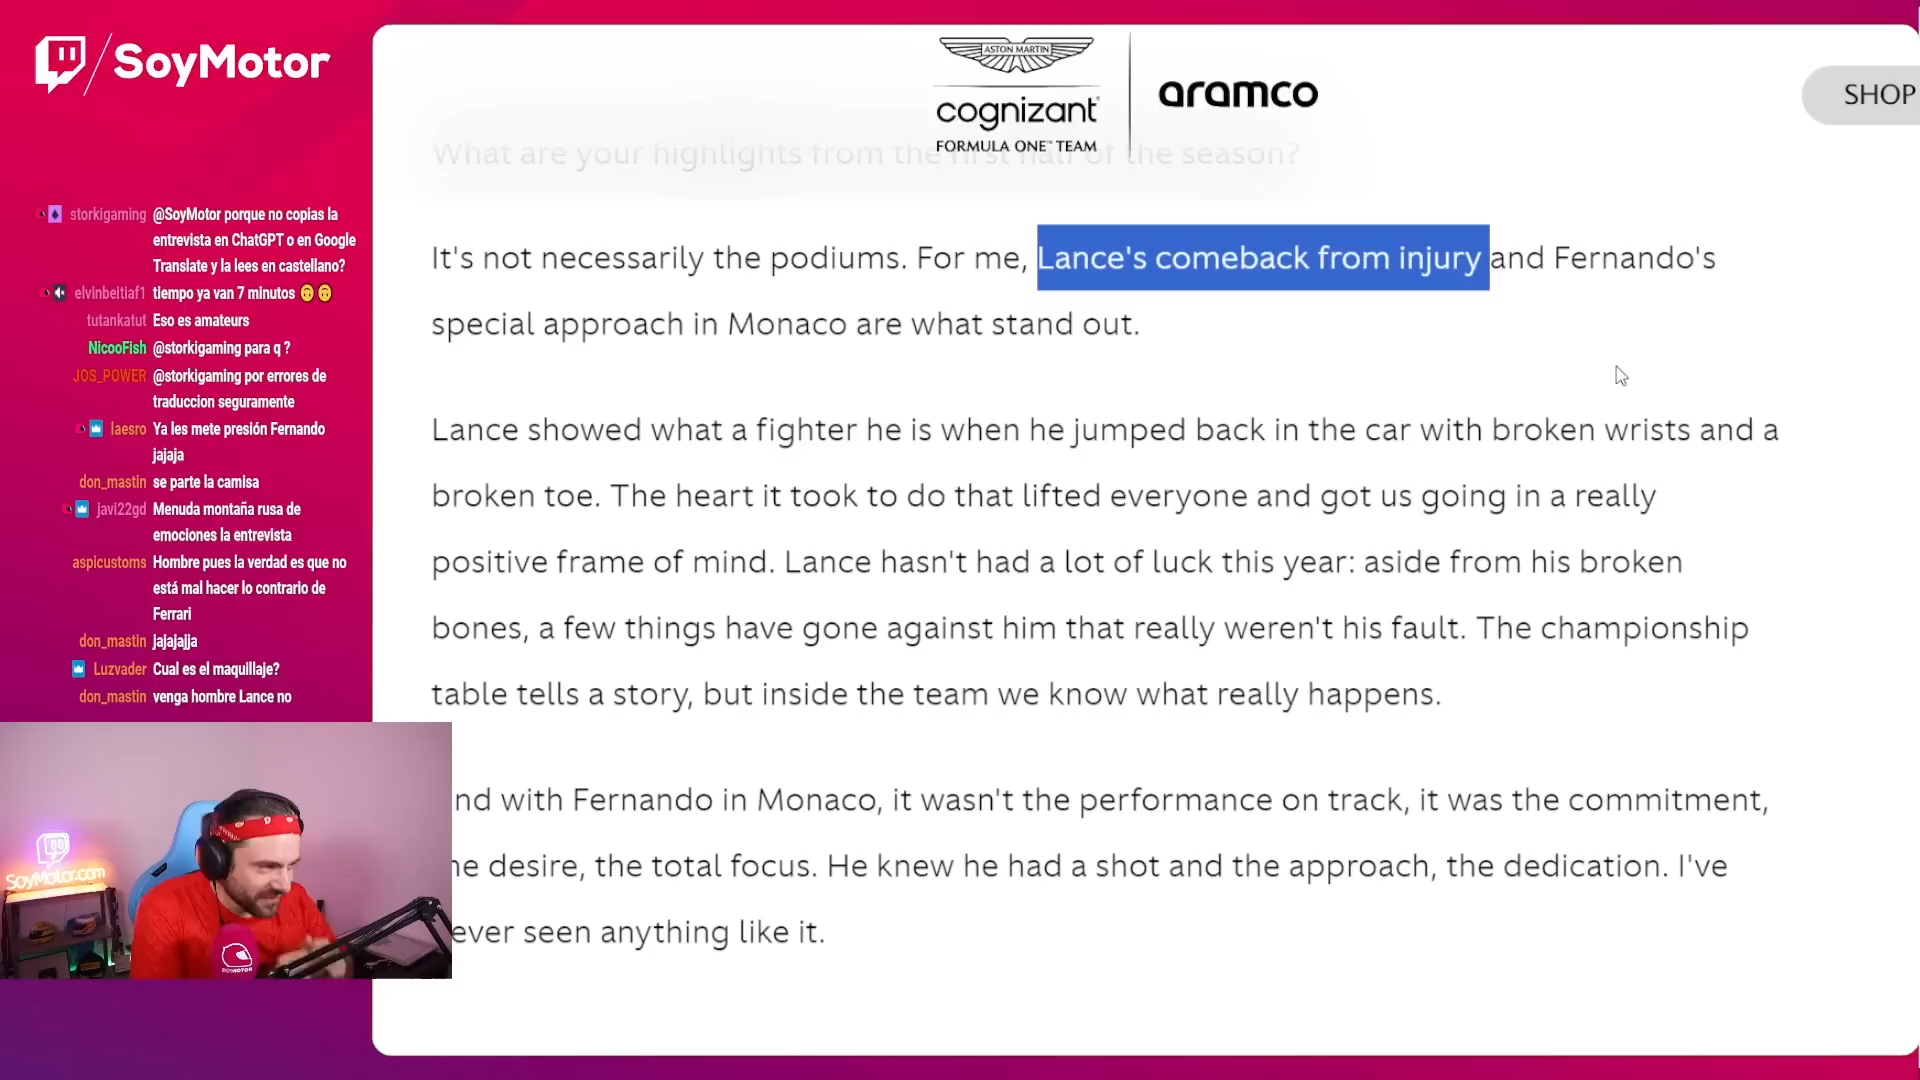 SoyMotor
storkigaming @SoyMotor porque no copias la
entrevista en ChatGPT o en Google
Translate y la lees en castellano?
elvinbeitiaf1 tiempo ya van 7 minutos 🙃🙃
tutankatut Eso es amateurs
NicooFish @storkigaming para q ?
JOS_POWER @storkigaming por errores de
traduccion seguramente
laesro Ya les mete presión Fernando
jajaja
don_mastin se parte la camisa
javi22gd Menuda montaña rusa de
emociones la entrevista
aspicustoms Hombre pues la verdad es que no
está mal hacer lo contrario de
Ferrari
don_mastin jajajajja
Luzvader Cual es el maquillaje?
don_mastin venga hombre Lance no
SoyMotor.com
SOYMOTOR
ASTON MARTIN
cognizant
FORMULA ONE™ TEAM
aramco
SHOP
What are your highlights from the first half of the season?
It's not necessarily the podiums. For me, Lance's comeback from injury and Fernando's
special approach in Monaco are what stand out.
Lance showed what a fighter he is when he jumped back in the car with broken wrists and a
broken toe. The heart it took to do that lifted everyone and got us going in a really
positive frame of mind. Lance hasn't had a lot of luck this year: aside from his broken
bones, a few things have gone against him that really weren't his fault. The championship
table tells a story, but inside the team we know what really happens.
nd with Fernando in Monaco, it wasn't the performance on track, it was the commitment,
he desire, the total focus. He knew he had a shot and the approach, the dedication. I've
ever seen anything like it.